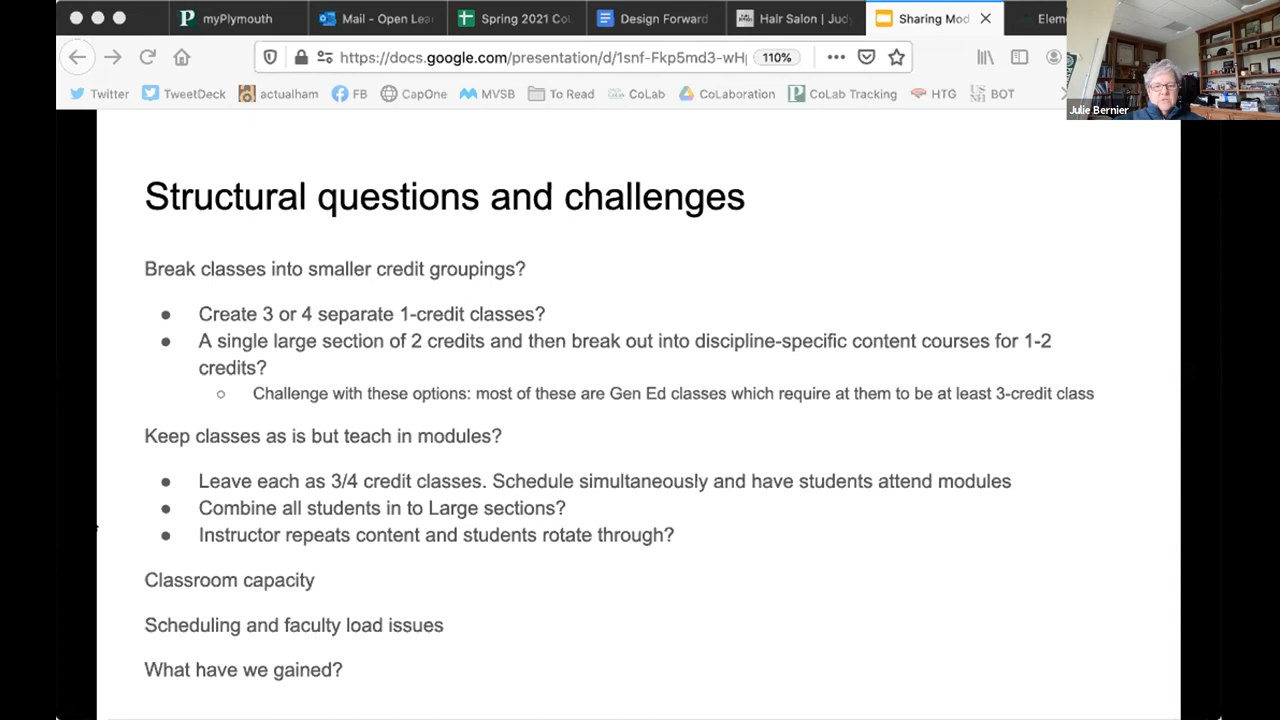 myPlymouth
Mail - Open Lea
Spring 2021 CoL
Design Forward
Hair Salon | Judy
Sharing Mod
Elem
https://docs.google.com/presentation/d/1snf-Fkp5md3-wH
110%
Twitter
TweetDeck
actualham
FB
CapOne
MVSB
To Read
CoLab
CoLaboration
CoLab Tracking
HTG
BOT
Julie Bernier
Structural questions and challenges
Break classes into smaller credit groupings?
● Create 3 or 4 separate 1-credit classes?
● A single large section of 2 credits and then break out into discipline-specific content courses for 1-2
credits?
○ Challenge with these options: most of these are Gen Ed classes which require at them to be at least 3-credit class
Keep classes as is but teach in modules?
● Leave each as 3/4 credit classes. Schedule simultaneously and have students attend modules
● Combine all students in to Large sections?
● Instructor repeats content and students rotate through?
Classroom capacity
Scheduling and faculty load issues
What have we gained?